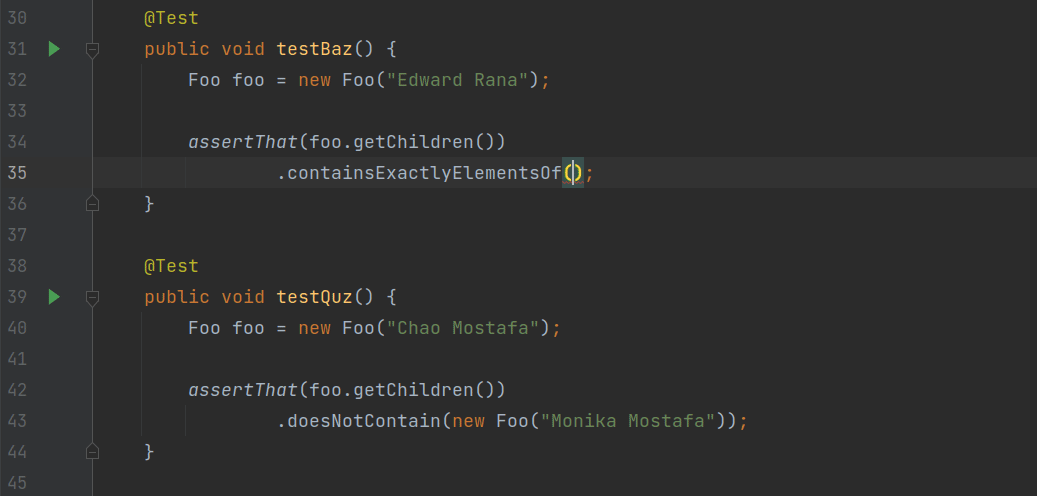 30 @Test
31 public void testBaz() {
32 Foo foo = new Foo("Edward Rana");
33
34 assertThat(foo.getChildren())
35 .containsExactlyElementsOf();
36 }
37
38 @Test
39 public void testQuz() {
40 Foo foo = new Foo("Chao Mostafa");
41
42 assertThat(foo.getChildren())
43 .doesNotContain(new Foo("Monika Mostafa"));
44 }
45